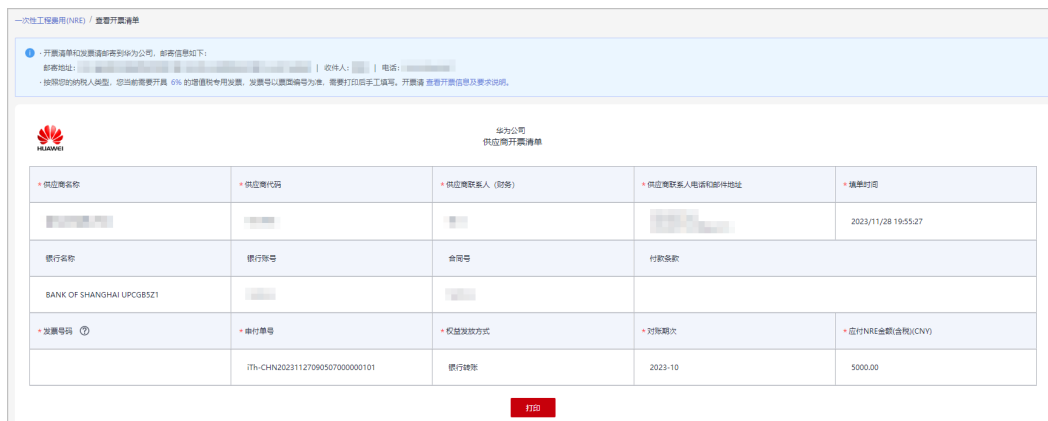 一次性工程费用(NRE) / 查看开票清单
· 开票清单和发票请邮寄到华为公司，邮寄信息如下：
邮寄地址： | 收件人： | 电话：
· 按照您的纳税人类型，您当前需要开具 6% 的增值税专用发票，发票号以票面编号为准，需要打印后手工填写。开票请 查看开票信息及要求说明。
HUAWEI
华为公司
供应商开票清单
* 供应商名称 * 供应商代码 * 供应商联系人（财务） * 供应商联系人电话和邮件地址 * 填单时间
2023/11/28 19:55:27
银行名称 银行账号 合同号 付款条款
BANK OF SHANGHAI UPCGB5Z1
* 发票号码 ? * 申付单号 * 权益发放方式 * 对账期次 * 应付NRE金额(含税)(CNY)
iTh-CHN20231127090507000000101 银行转账 2023-10 5000.00
打印